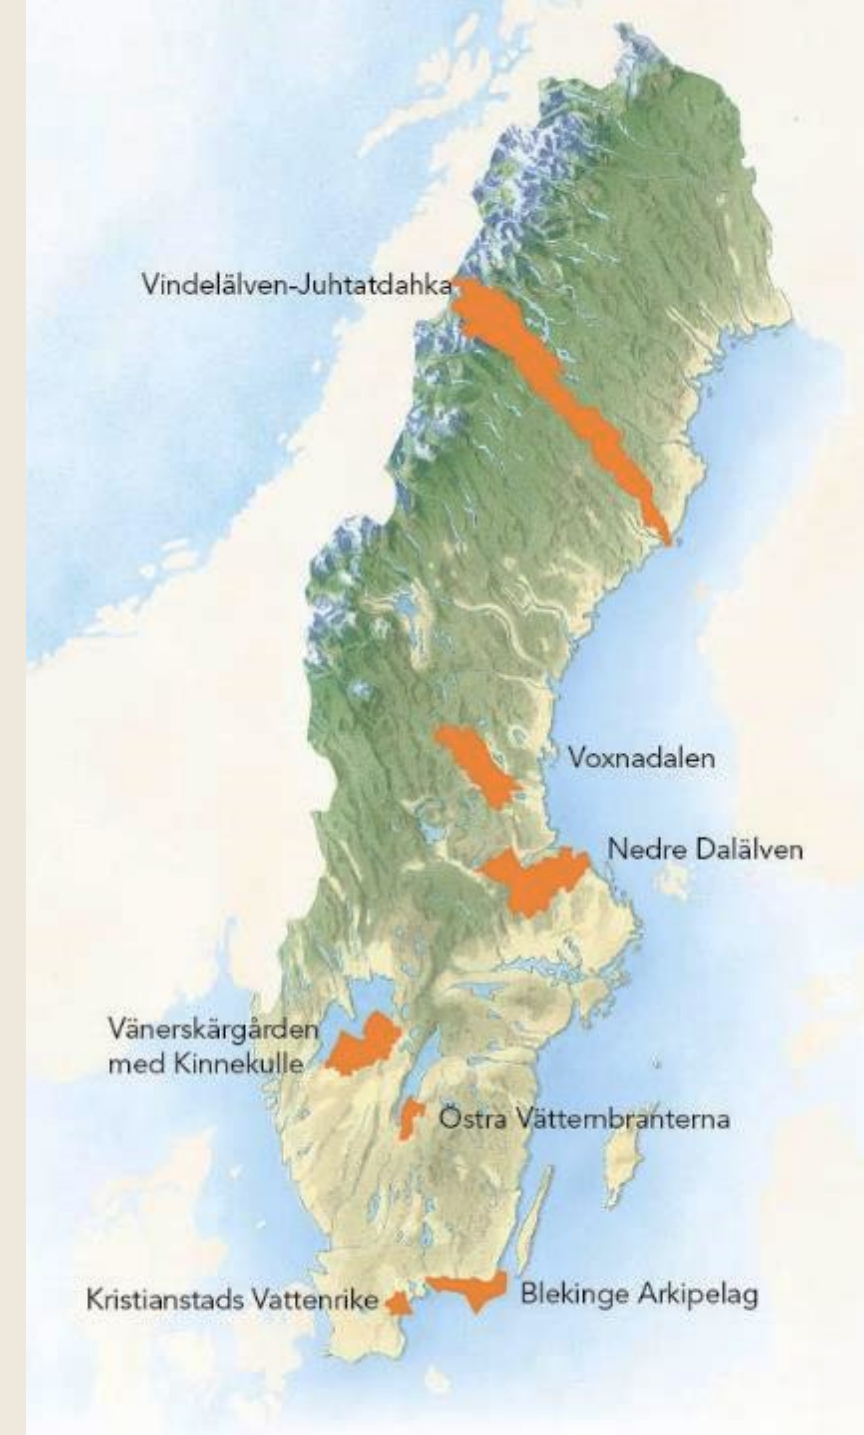 Vindelälven-Juhtatdahka
Voxnadalen
Nedre Dalälven
Vänerskärgården
med Kinnekulle
Östra Vätternbranterna
Kristianstads Vattenrike
Blekinge Arkipelag